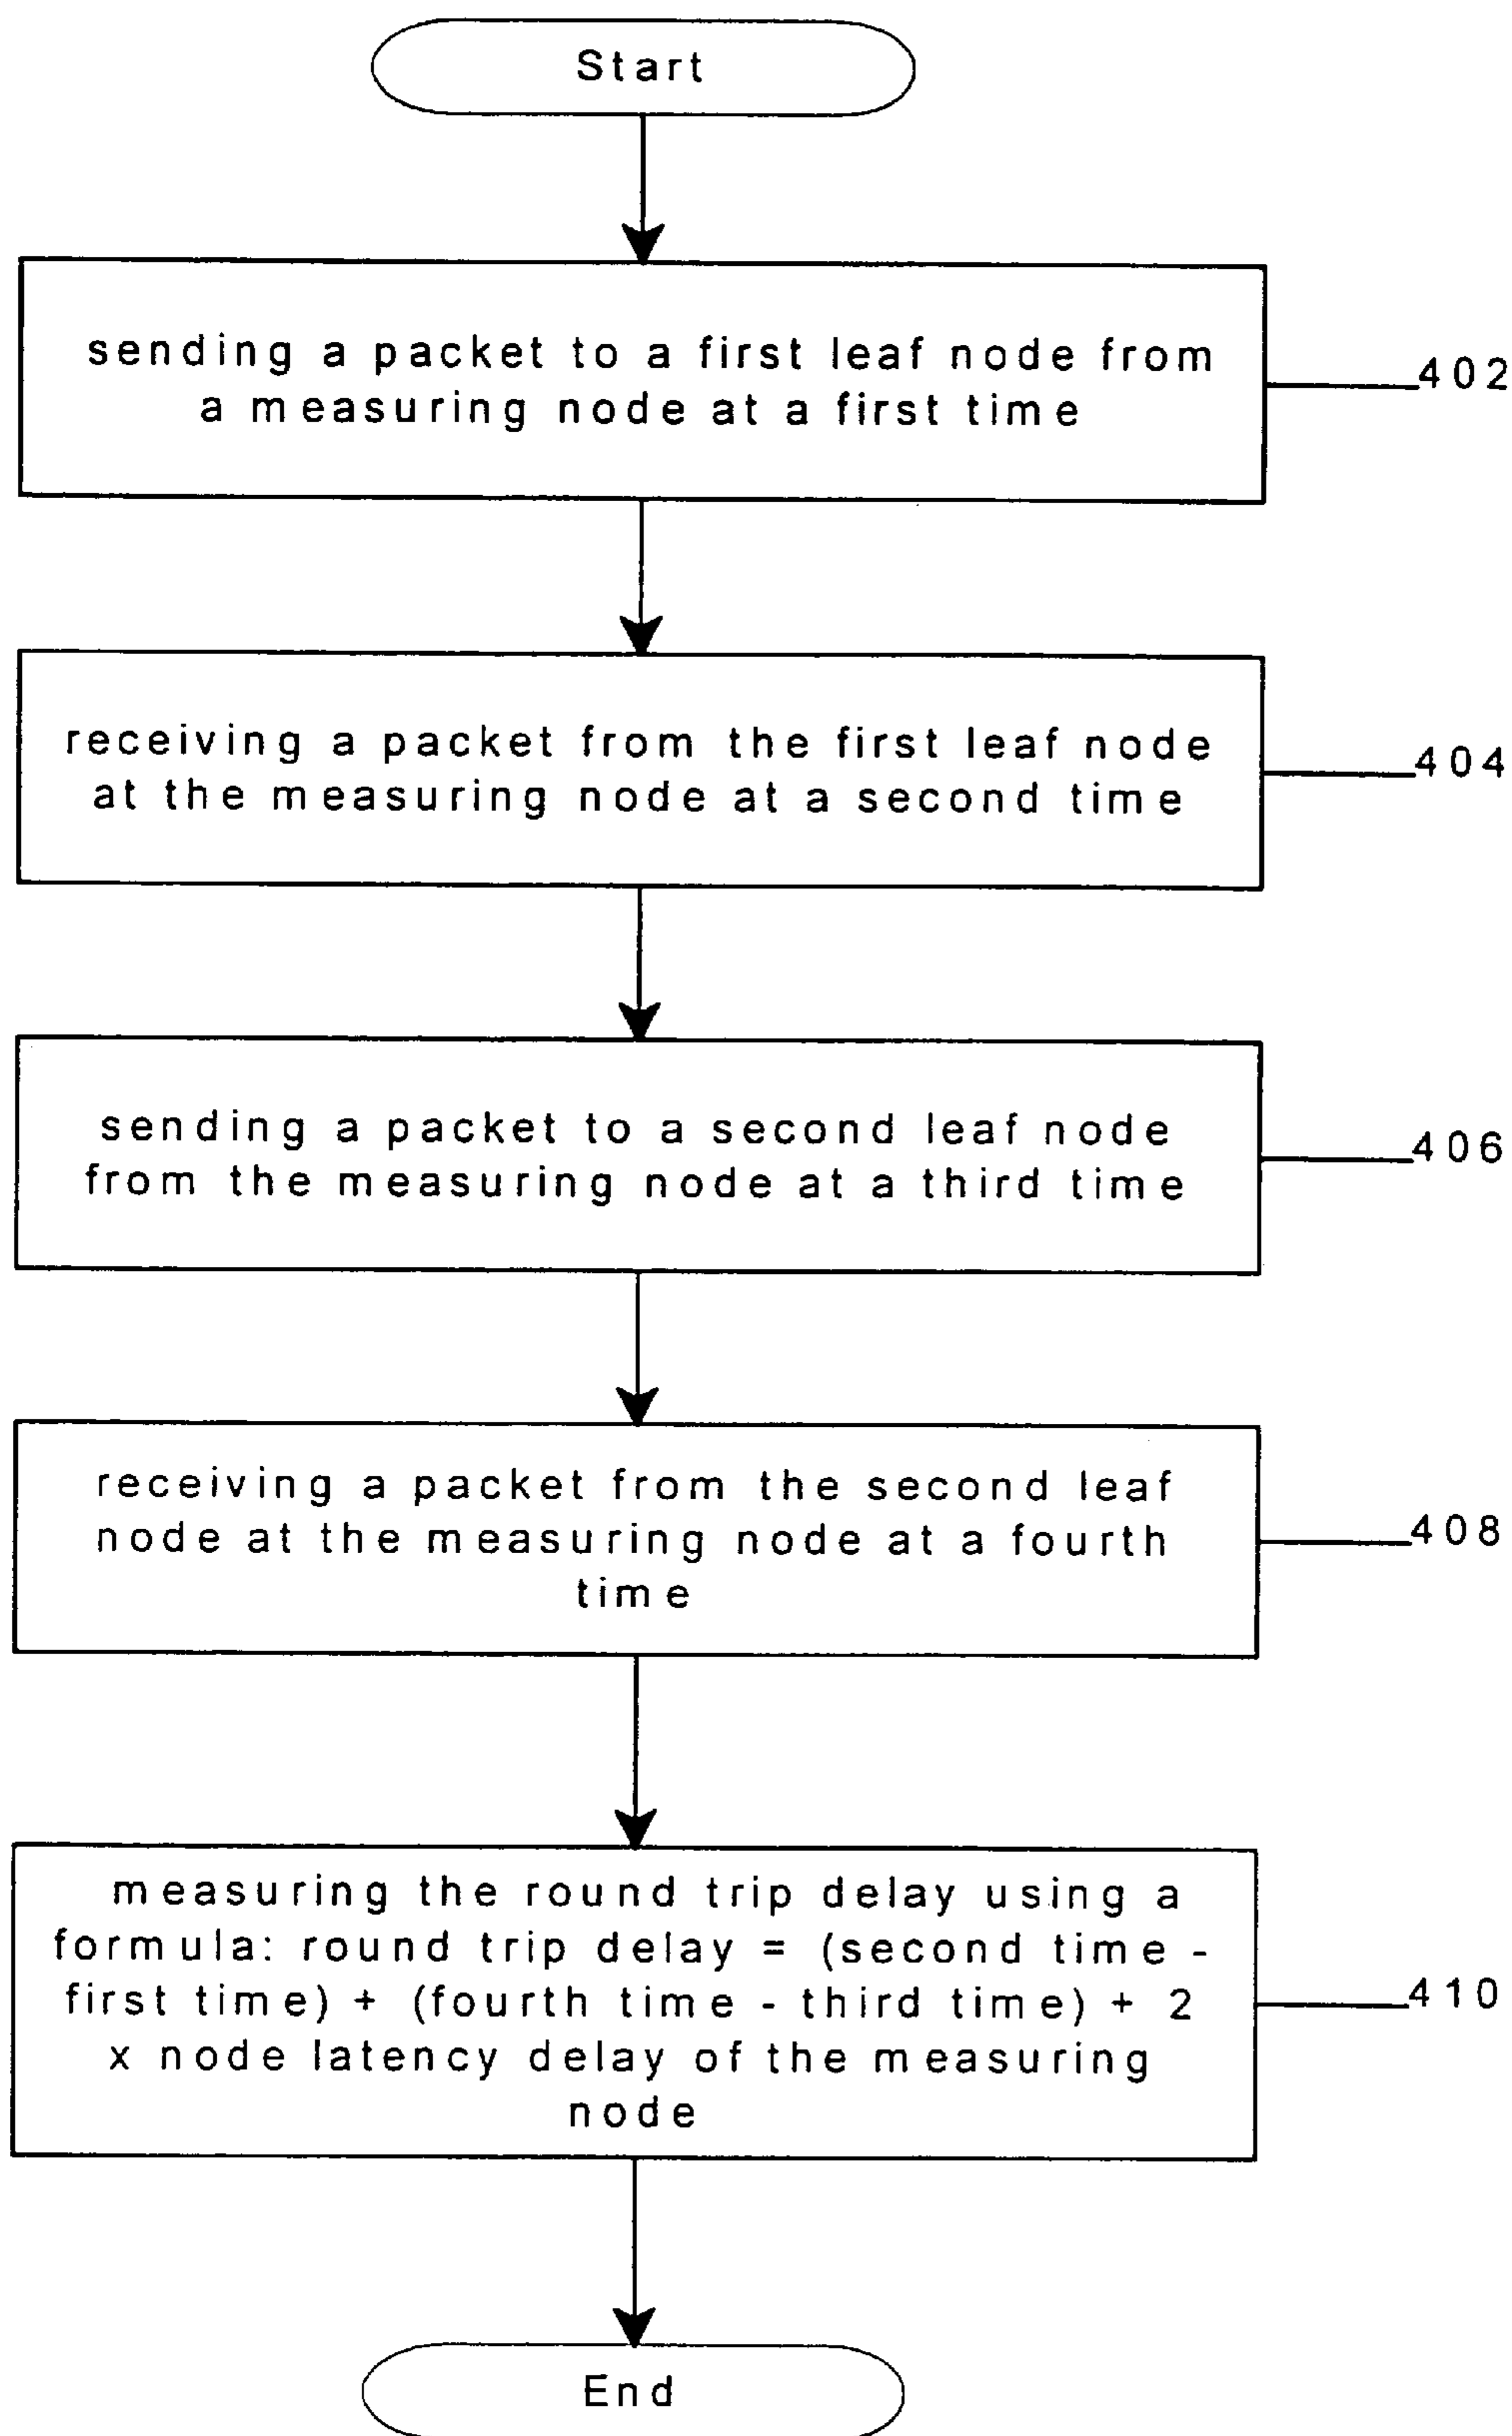 Start
sending a packet to a first leaf node from
a measuring node at a first time
402
receiving a packet from the first leaf node
at the measuring node at a second time
404
sending a packet to a second leaf node
from the measuring node at a third time
406
receiving a packet from the second leaf
node at the measuring node at a fourth
time
408
measuring the round trip delay using a
formula: round trip delay = (second time -
first time) + (fourth time - third time) + 2
x node latency delay of the measuring
node
410
End